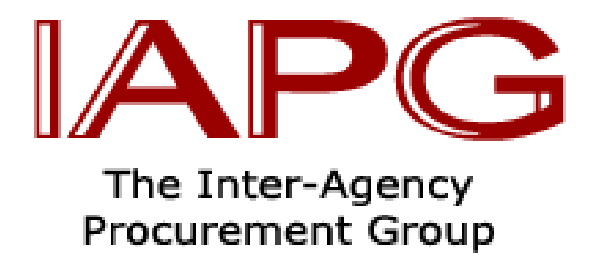 IAPG
The Inter-Agency
Procurement Group